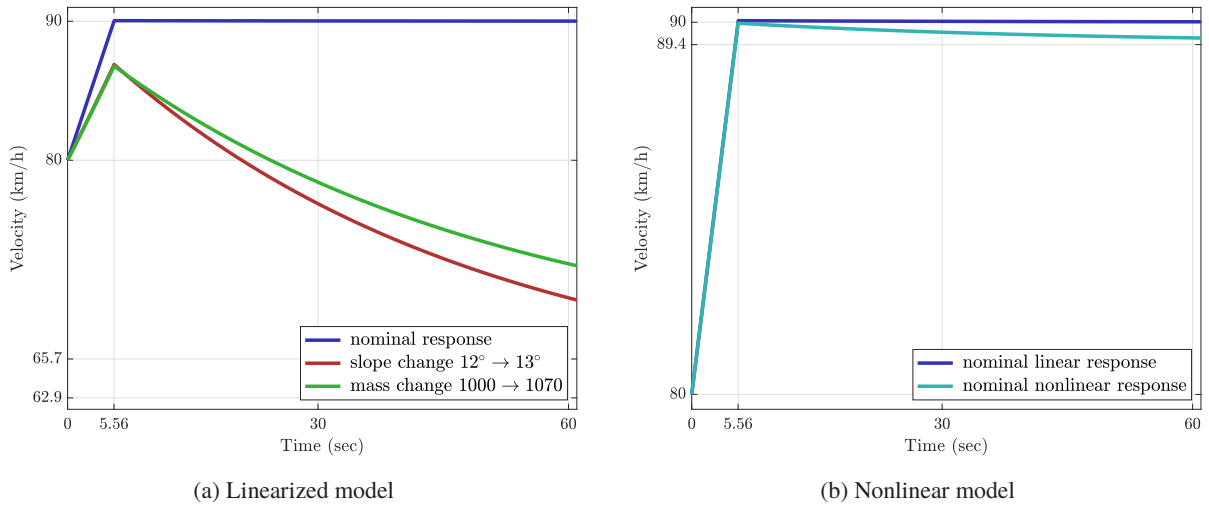 90
80
65.7
62.9
Velocity (km/h)
0 5.56 30 60
Time (sec)
nominal response
slope change 12° → 13°
mass change 1000 → 1070
(a) Linearized model
90
89.4
80
Velocity (km/h)
0 5.56 30 60
Time (sec)
nominal linear response
nominal nonlinear response
(b) Nonlinear model